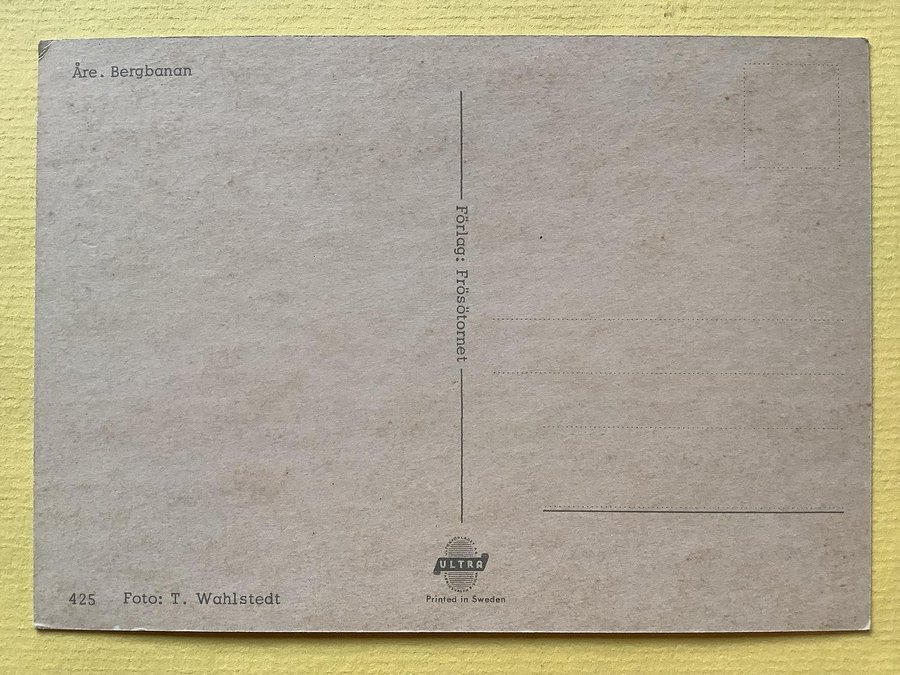 Åre. Bergbanan
Förlag: Frösötornet
ULTRA
Printed in Sweden
425 Foto: T. Wahlstedt